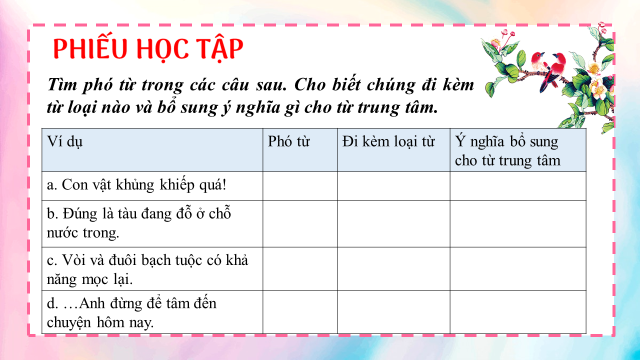 PHIẾU HỌC TẬP
Tìm phó từ trong các câu sau. Cho biết chúng đi kèm
từ loại nào và bổ sung ý nghĩa gì cho từ trung tâm.
Ví dụ
Phó từ
Đi kèm loại từ
Ý nghĩa bổ sung
cho từ trung tâm
a. Con vật khủng khiếp quá!
b. Đúng là tàu đang đỗ ở chỗ
nước trong.
c. Vòi và đuôi bạch tuộc có khả
năng mọc lại.
d. …Anh đừng để tâm đến
chuyện hôm nay.